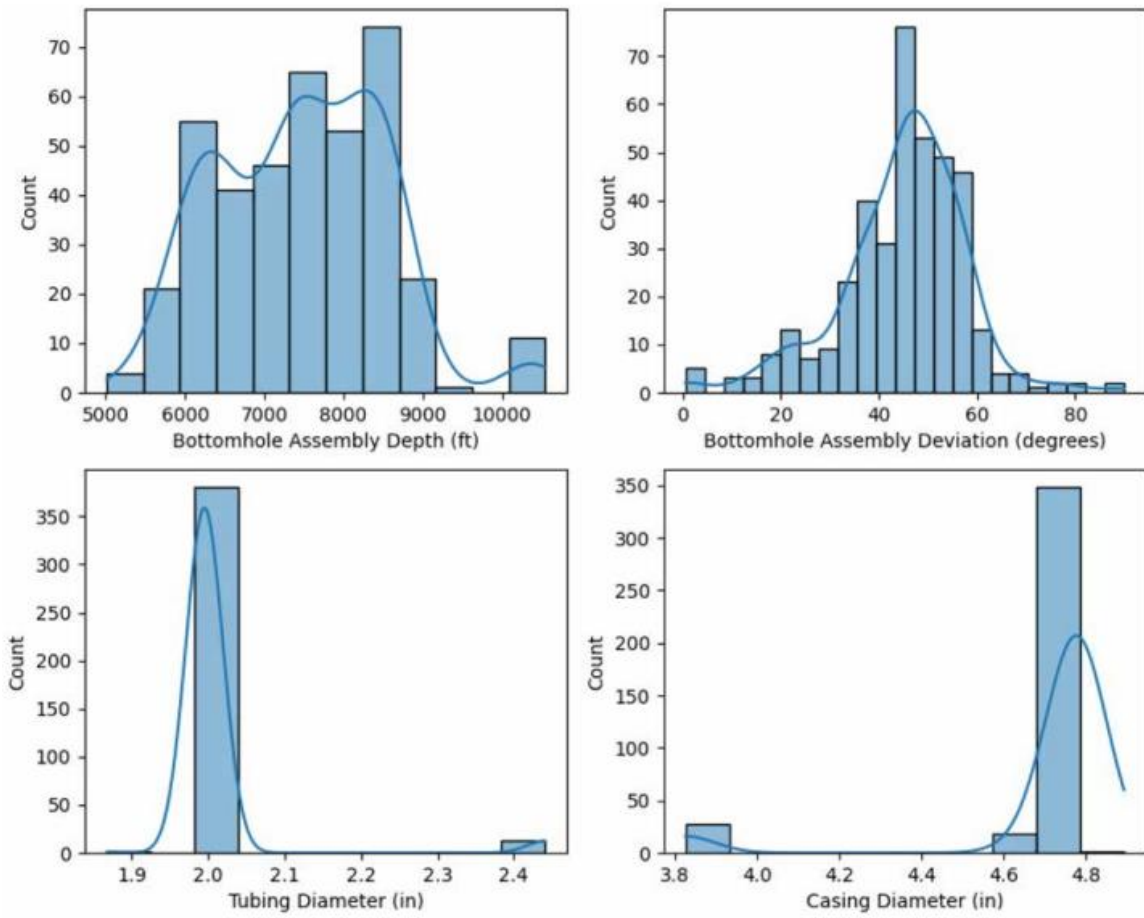 70
60
50
40
30
20
10
0
Count
5000 6000 7000 8000 9000 10000
Bottomhole Assembly Depth (ft)
70
60
50
40
30
20
10
0
Count
0 20 40 60 80
Bottomhole Assembly Deviation (degrees)
350
300
250
200
150
100
50
0
Count
1.9 2.0 2.1 2.2 2.3 2.4
Tubing Diameter (in)
350
300
250
200
150
100
50
0
Count
3.8 4.0 4.2 4.4 4.6 4.8
Casing Diameter (in)